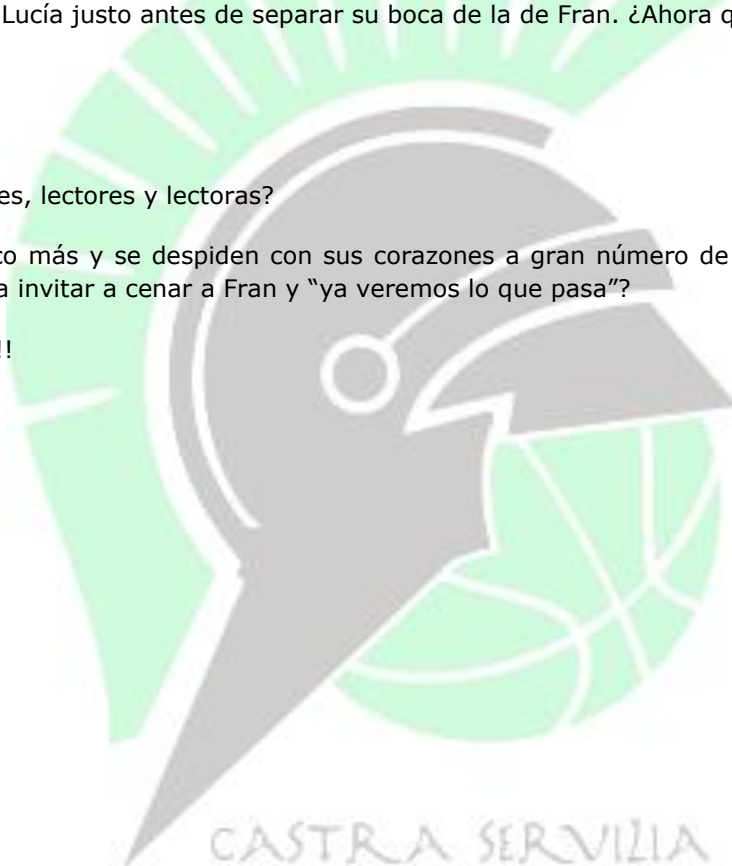 Lucía justo antes de separar su boca de la de Fran. ¿Ahora q
es, lectores y lectoras?
co más y se despiden con sus corazones a gran número de
a invitar a cenar a Fran y “ya veremos lo que pasa”?
!!
CASTRA SERVILIA